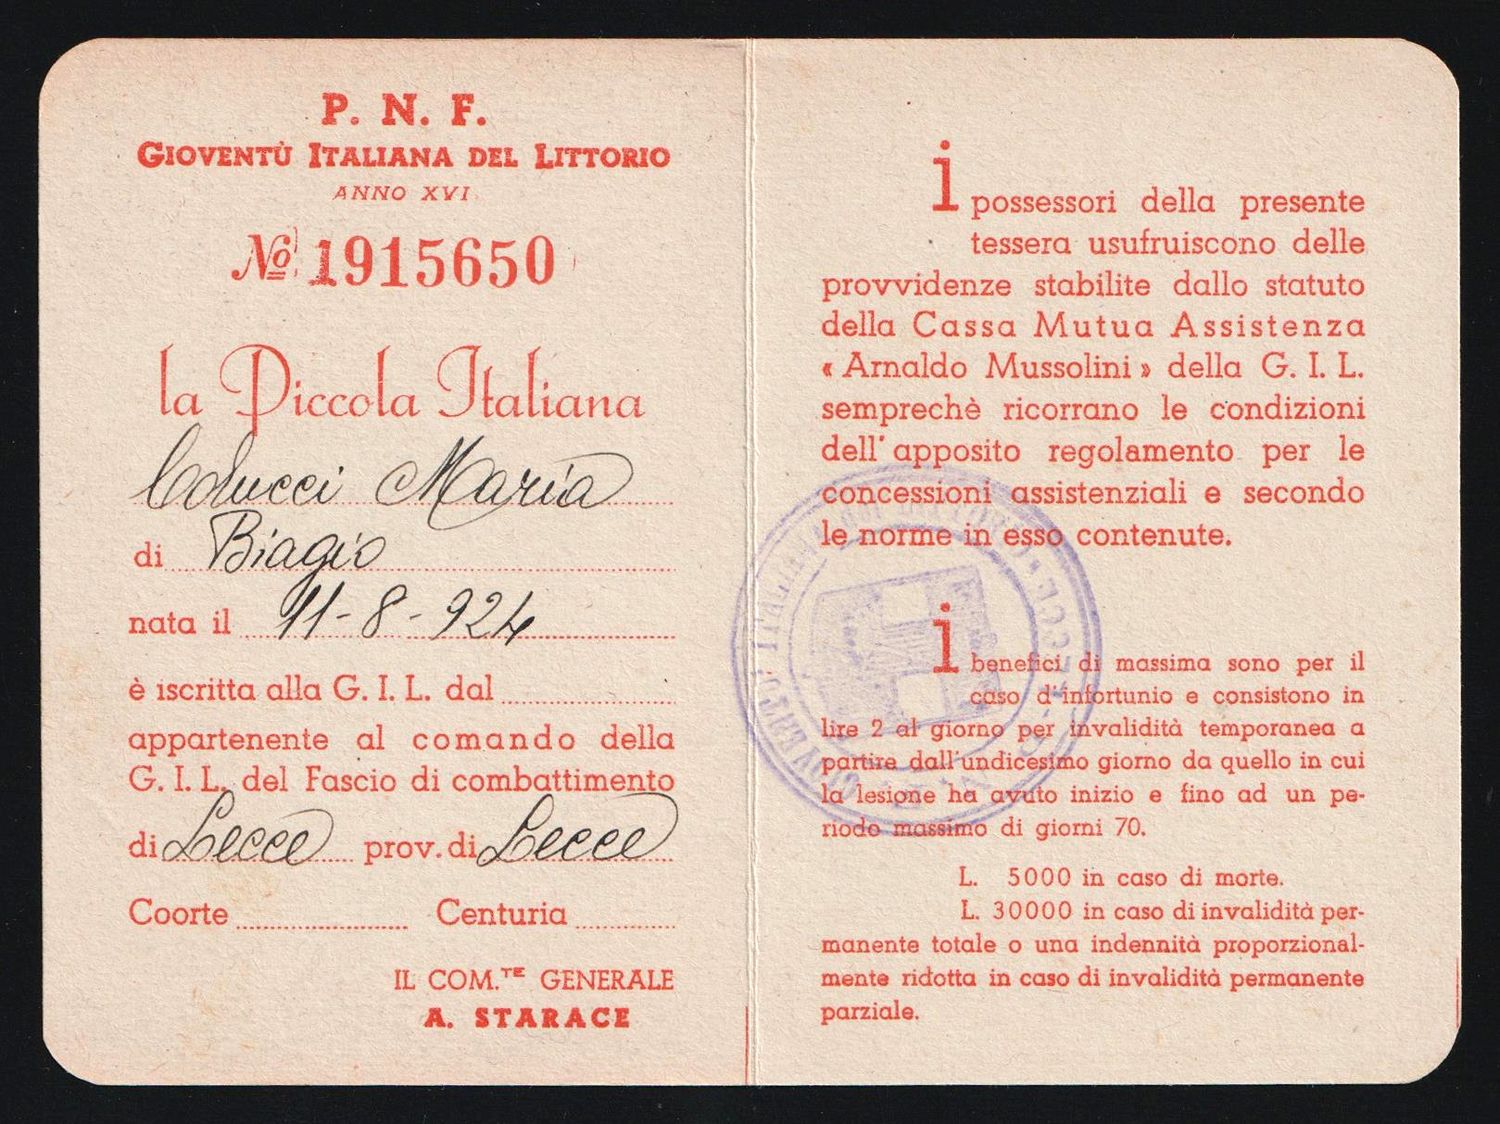 P. N. F.
GIOVENTÙ ITALIANA DEL LITTORIO
ANNO XVI
Nº 1915650
la Piccola Italiana
Colucci Maria
di Biagio
nata il 11-8-924
è iscritta alla G. I. L. dal
appartenente al comando della
G. I. L. del Fascio di combattimento
di Lecce prov. di Lecce
Coorte Centuria
IL COM.TE GENERALE
A. STARACE
i possessori della presente
tessera usufruiscono delle
provvidenze stabilite dallo statuto
della Cassa Mutua Assistenza
« Arnaldo Mussolini » della G. I. L.
semprechè ricorrano le condizioni
dell' apposito regolamento per le
concessioni assistenziali e secondo
le norme in esso contenute.
i benefici di massima sono per il
caso d'infortunio e consistono in
lire 2 al giorno per invalidità temporanea a
partire dall'undicesimo giorno da quello in cui
la lesione ha avuto inizio e fino ad un pe-
riodo massimo di giorni 70.
L. 5000 in caso di morte.
L. 30000 in caso di invalidità per-
manente totale o una indennità proporzional-
mente ridotta in caso di invalidità permanente
parziale.
GIOVENTÙ ITALIANA DEL LITTORIO
LECCE